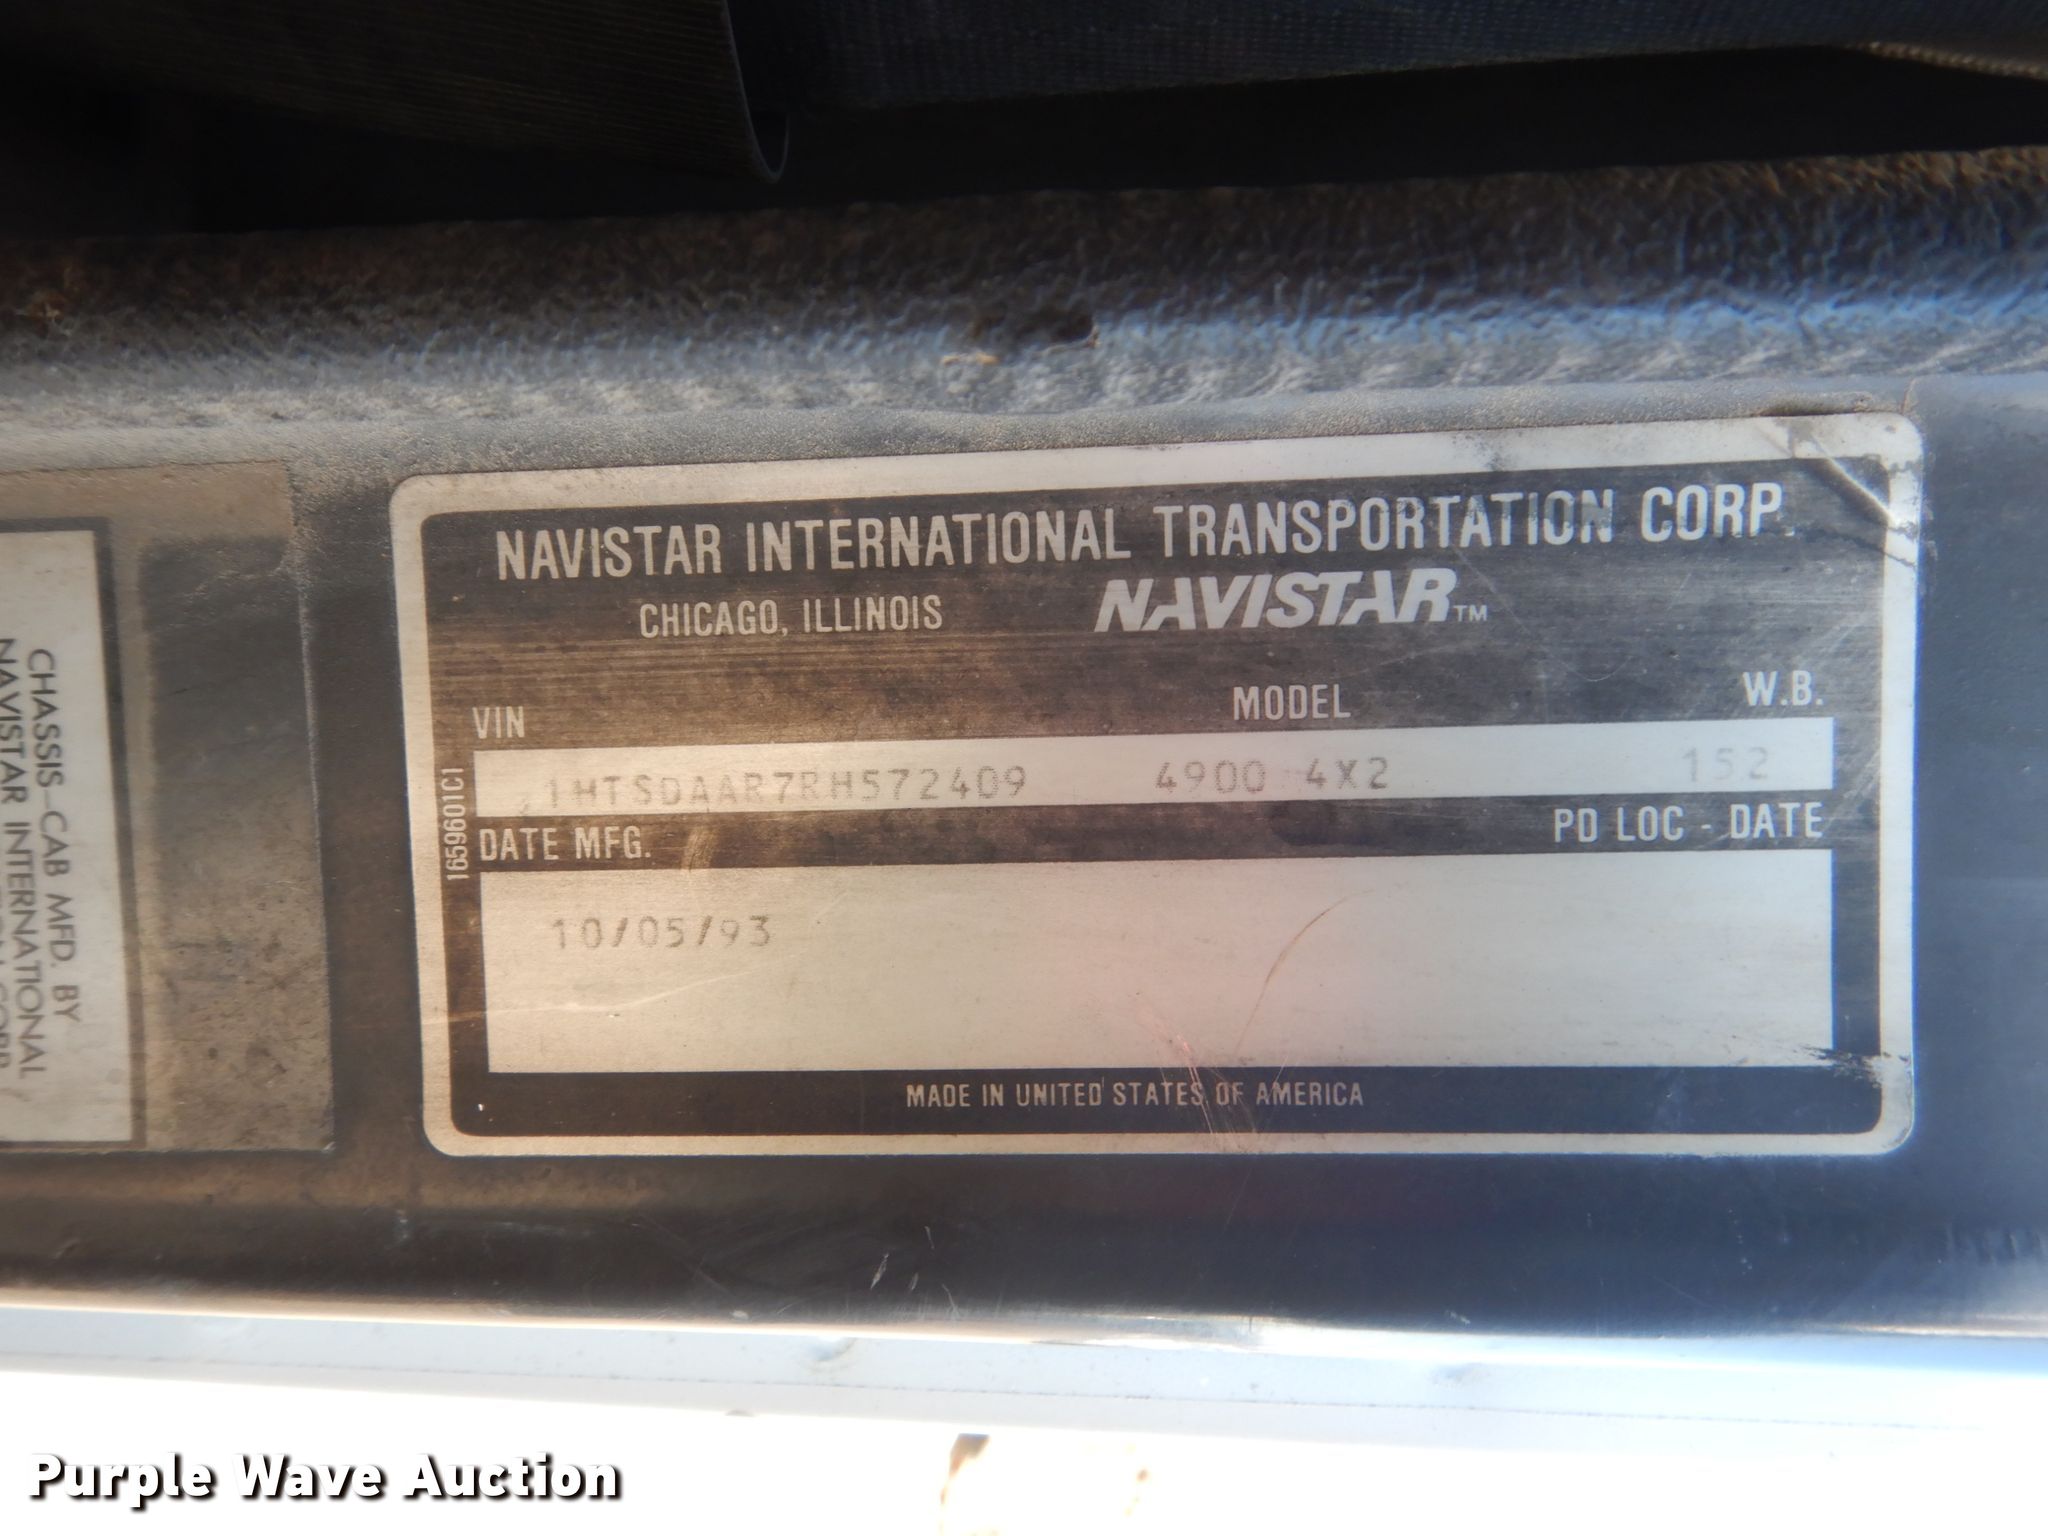 NAVISTAR INTERNATIONAL TRANSPORTATION CORP.
CHICAGO, ILLINOIS NAVISTAR™
VIN MODEL W.B.
1HTSDAAR7RH572409 4900 4X2 152
DATE MFG. PD LOC - DATE
10/05/93
MADE IN UNITED STATES OF AMERICA
1659601C1
CHASSIS-CAB MFD. BY
NAVISTAR INTERNATIONAL
CORP.
Purple Wave Auction